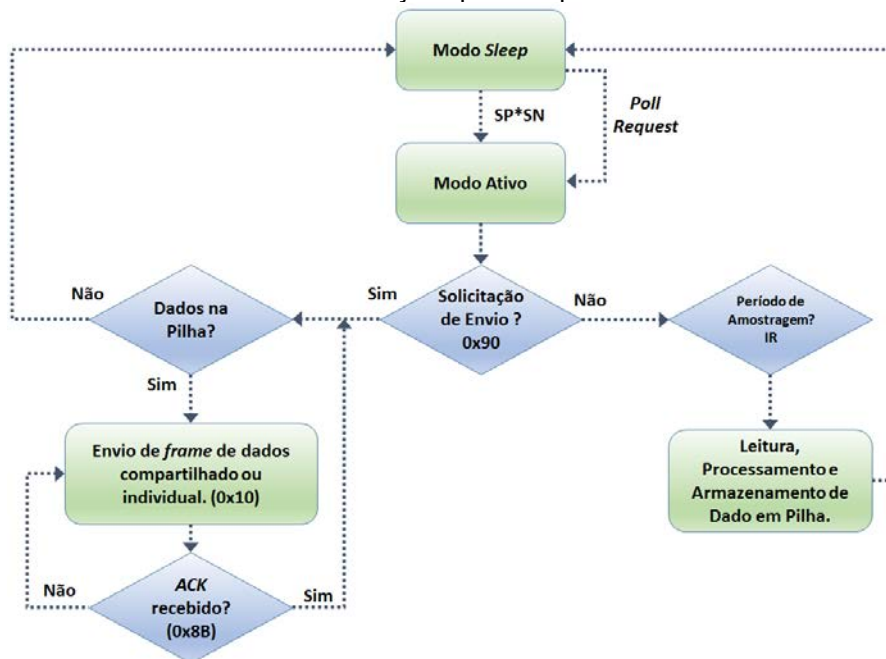 Modo Sleep
SP*SN
Poll
Request
Modo Ativo
Não
Dados na
Pilha?
Sim
Solicitação
de Envio ?
0x90
Não
Período de
Amostragem?
IR
Sim
Envio de frame de dados
compartilhado ou
individual. (0x10)
Leitura,
Processamento e
Armazenamento de
Dado em Pilha.
Não
ACK
recebido?
(0x8B)
Sim